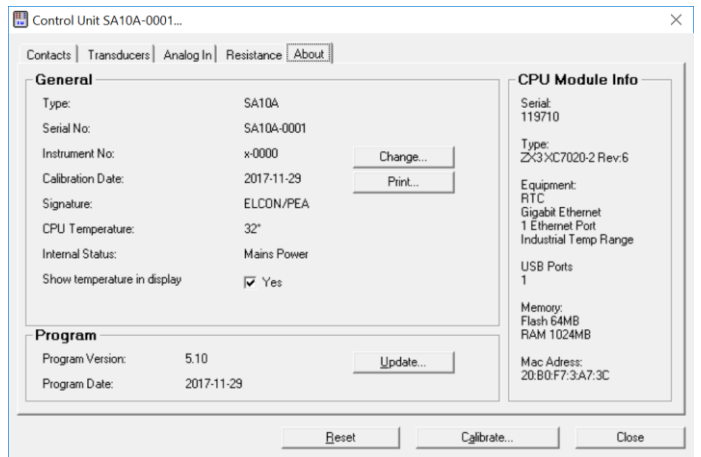 Control Unit SA10A-0001...
Contacts Transducers Analog In Resistance About
General
Type: SA10A
Serial No: SA10A-0001
Instrument No: x-0000 Change...
Calibration Date: 2017-11-29 Print...
Signature: ELCON/PEA
CPU Temperature: 32°
Internal Status: Mains Power
Show temperature in display Yes
Program
Program Version: 5.10 Update...
Program Date: 2017-11-29
CPU Module Info
Serial:
119710
Type:
ZX3 XC7020-2 Rev:6
Equipment:
RTC
Gigabit Ethernet
1 Ethernet Port
Industrial Temp Range
USB Ports
1
Memory:
Flash 64MB
RAM 1024MB
Mac Adress:
20:B0:F7:3:A7:3C
Reset Calibrate... Close